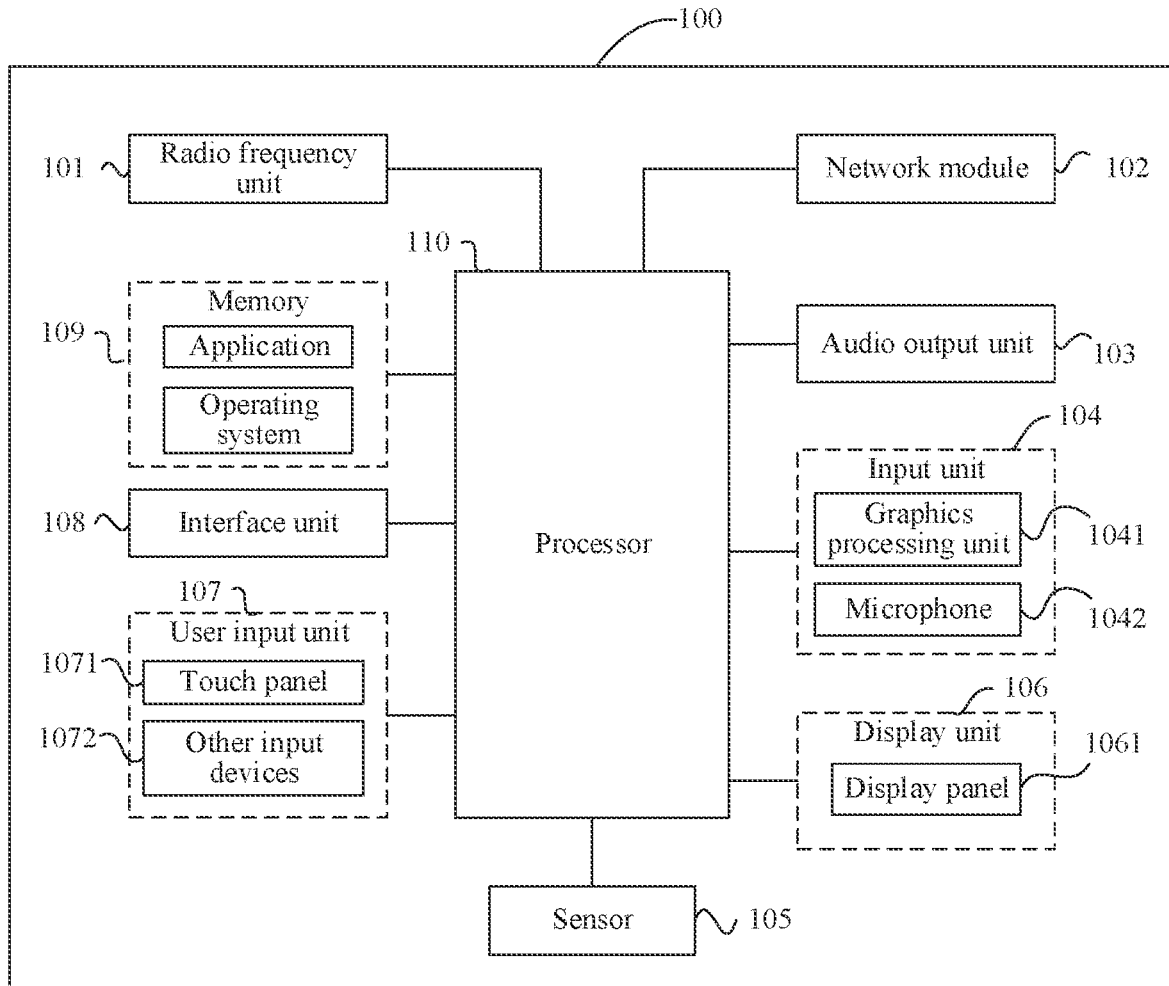 100
101
Radio frequency
unit
Network module
102
110
109
Memory
Application
Operating
system
Audio output unit
103
104
Input unit
Graphics
processing unit
1041
Microphone
1042
108
Interface unit
Processor
107
User input unit
1071
Touch panel
1072
Other input
devices
106
Display unit
1061
Display panel
Sensor
105